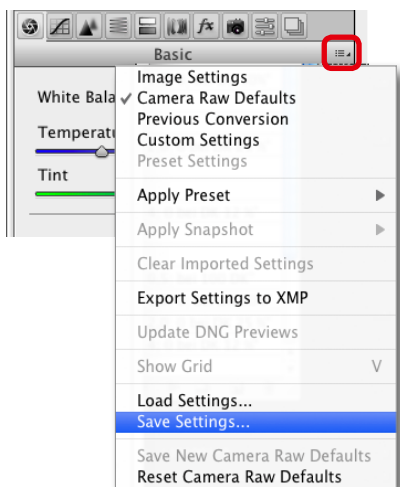 fx
Basic
Image Settings
White Bala ✓ Camera Raw Defaults
Previous Conversion
Custom Settings
Temperatu
Preset Settings
Tint
Apply Preset
Apply Snapshot
Clear Imported Settings
Export Settings to XMP
Update DNG Previews
Show Grid V
Load Settings...
Save Settings...
Save New Camera Raw Defaults
Reset Camera Raw Defaults